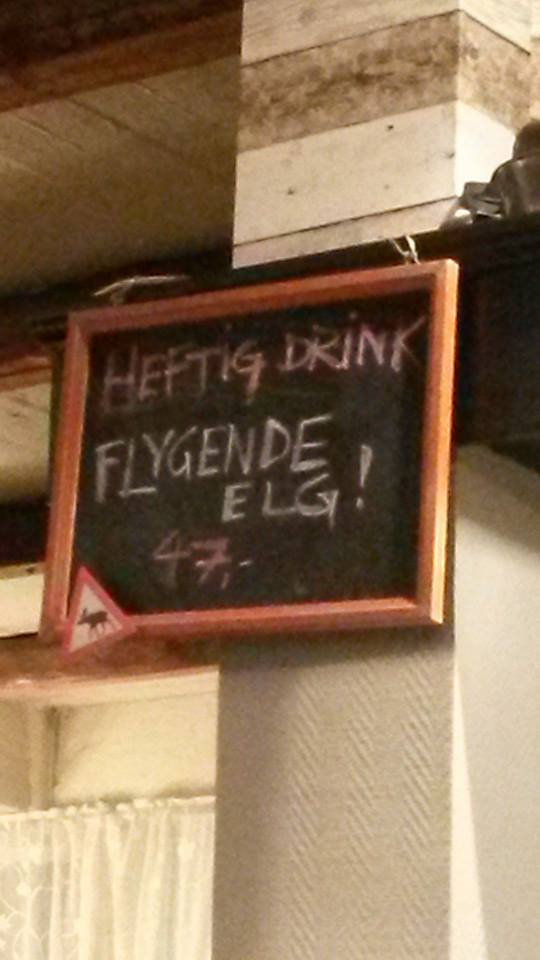 HEFTIG DRINK
FLYGENDE
ELG!
47,-